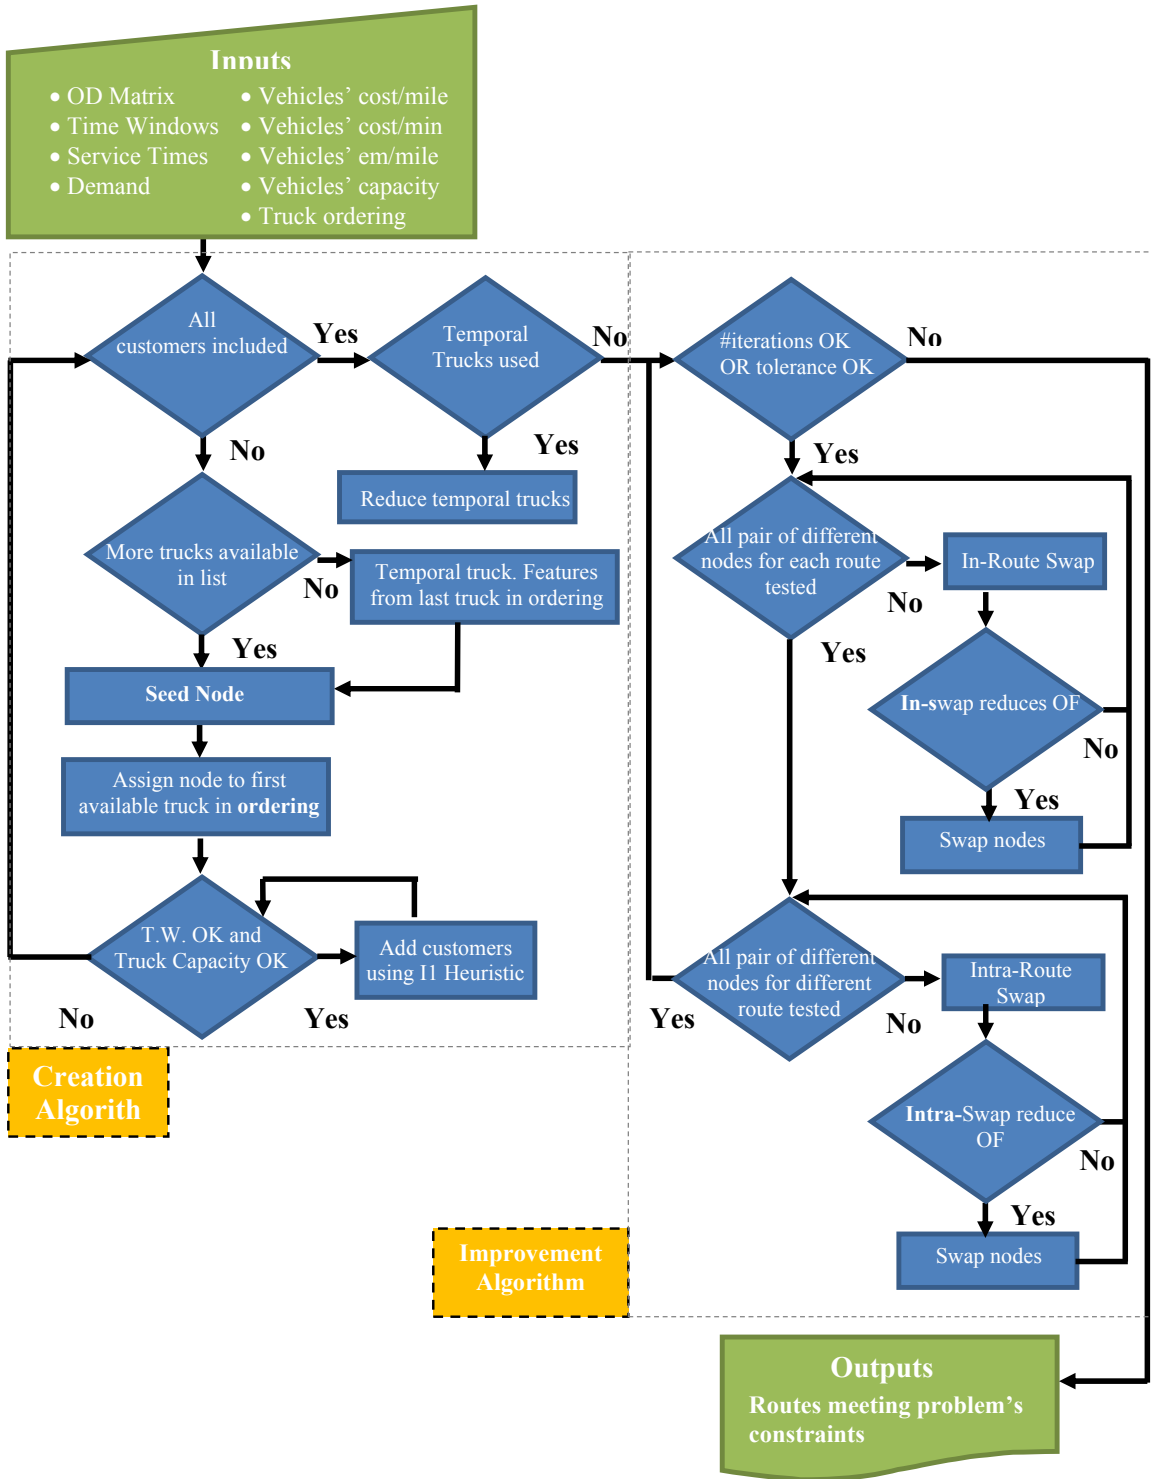 Inputs
• OD Matrix
• Time Windows
• Service Times
• Demand
• Vehicles' cost/mile
• Vehicles' cost/min
• Vehicles' em/mile
• Vehicles' capacity
• Truck ordering
All
customers included
Yes
No
Temporal
Trucks used
No
Yes
Reduce temporal trucks
More trucks available
in list
No
Yes
Temporal truck. Features
from last truck in ordering
Seed Node
Assign node to first
available truck in ordering
T.W. OK and
Truck Capacity OK
No
Yes
Add customers
using I1 Heuristic
Creation
Algorith
#iterations OK
OR tolerance OK
No
Yes
All pair of different
nodes for each route
tested
No
Yes
In-Route Swap
In-swap reduces OF
No
Yes
Swap nodes
All pair of different
nodes for different
route tested
Yes
No
Intra-Route
Swap
Intra-Swap reduce
OF
No
Yes
Swap nodes
Improvement
Algorithm
Outputs
Routes meeting problem's
constraints